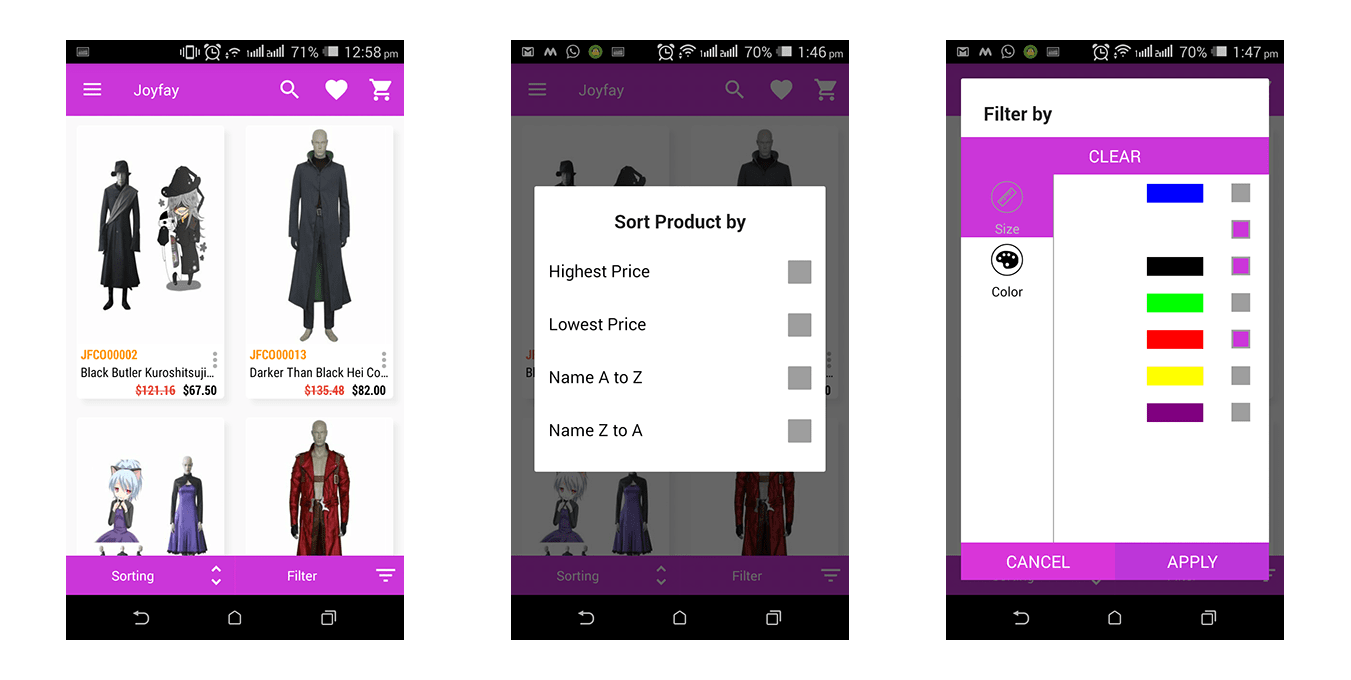 71% 12:58 pm
Joyfay
JFCO00002
Black Butler Kuroshitsuji...
$121.16 $67.50
JFCO00013
Darker Than Black Hei Co...
$135.48 $82.00
Sorting
Filter
70% 1:46 pm
Joyfay
Sort Product by
Highest Price
Lowest Price
Name A to Z
Name Z to A
Sorting
Filter
70% 1:47 pm
Filter by
CLEAR
Size
Color
CANCEL
APPLY